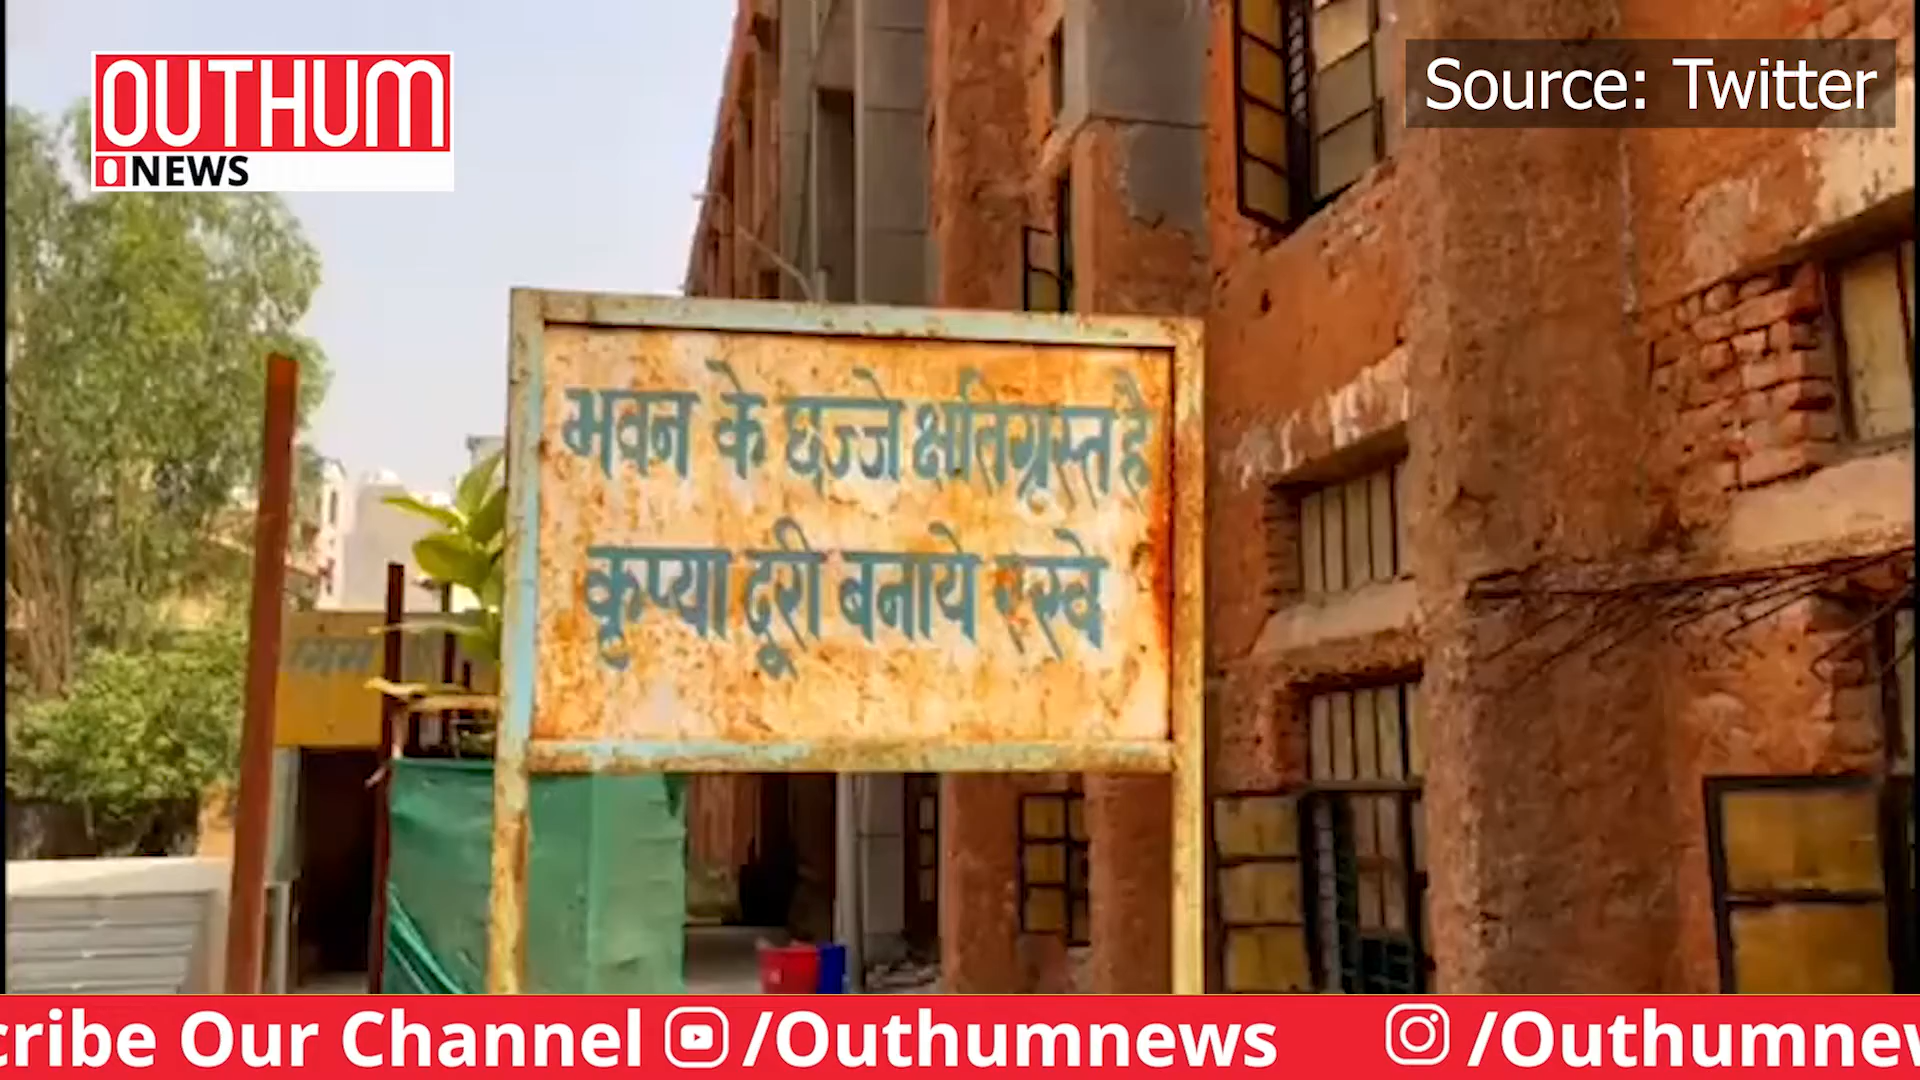 OUTHUM
NEWS
Source: Twitter
भवन के छज्जे क्षतिग्रस्त है
कृप्या दूरी बनाये रखे
cribe Our Channel /Outhumnews /Outhumnew